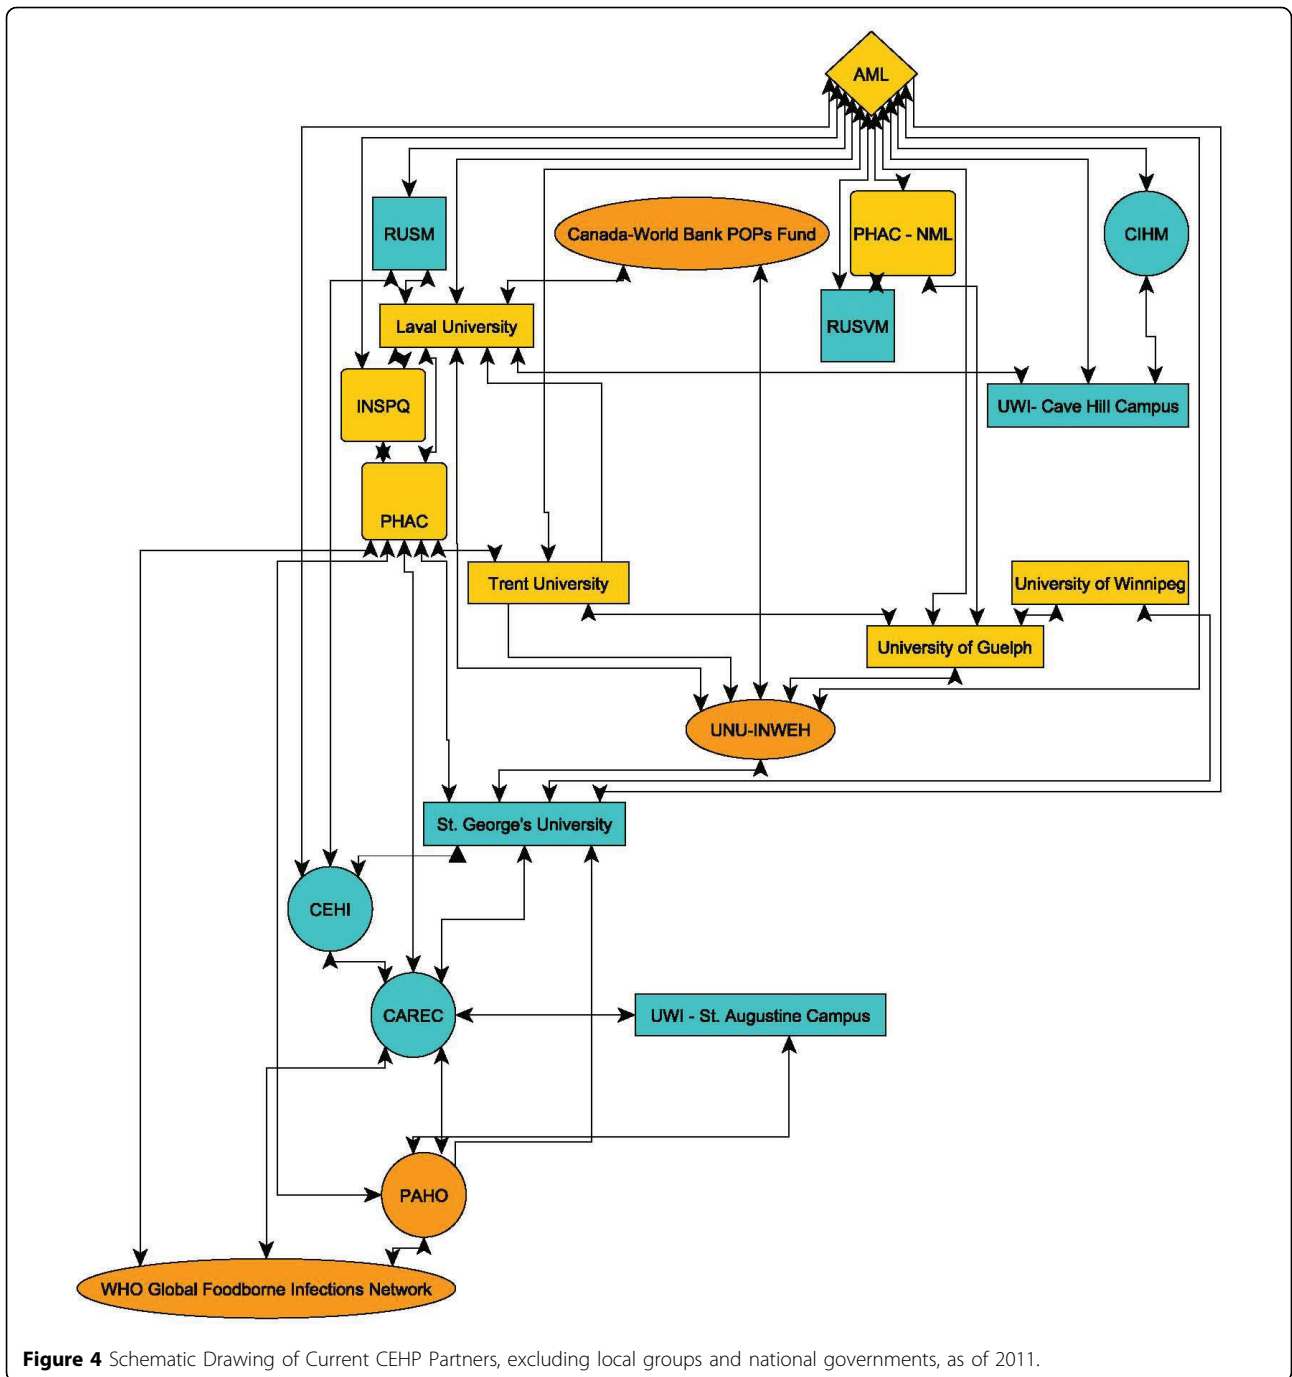 AML
RUSM
Canada-World Bank POPs Fund
PHAC - NML
CIHM
Laval University
RUSVM
INSPQ
UWI- Cave Hill Campus
PHAC
Trent University
University of Winnipeg
University of Guelph
UNU-INWEH
St. George's University
CEHI
CAREC
UWI - St. Augustine Campus
PAHO
WHO Global Foodborne Infections Network
Figure 4 Schematic Drawing of Current CEHP Partners, excluding local groups and national governments, as of 2011.